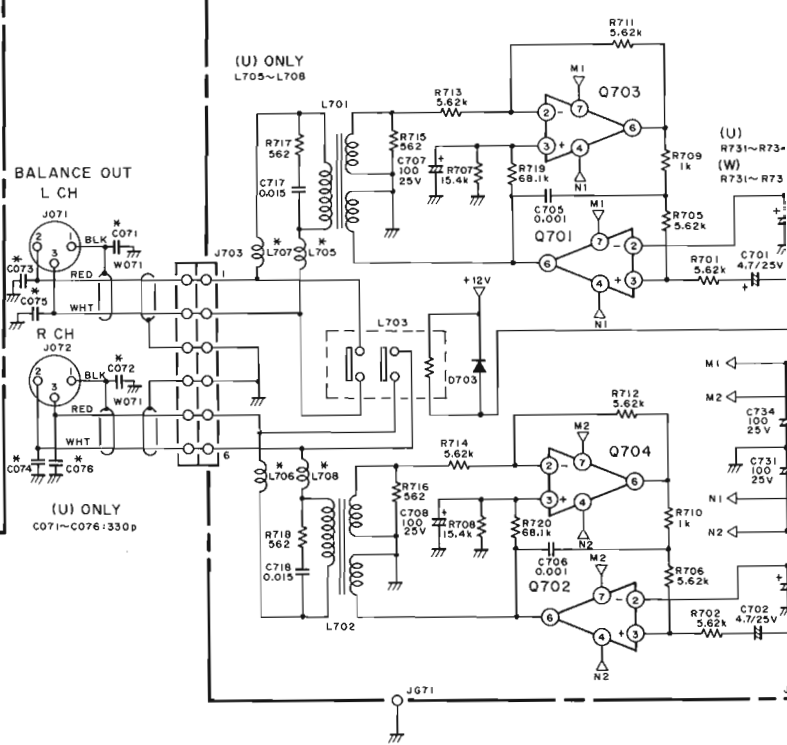 R711
5.62k
(U) ONLY
L705~L708
M1
Q703
R713
5.62k
L701
2
-
7
6
3
+
4
R717
562
R715
562
C707
100
25V
+
R707
15.4k
R719
68.1k
N1
R709
1k
(U)
R731~R73
(W)
R731~R73
C717
0.015
C705
0.001
M1
R705
5.62k
Q701
7
-
2
6
4
+
3
N1
R701
5.62k
C701
4.7/25V
+
+
BALANCE OUT
L CH
J071
2
1
3
BLK
*
C071
W071
*
C073
RED
*
C075
WHT
J703
1
*
L707
*
L705
+12V
L703
D703
R CH
J072
2
1
3
BLK
*
C072
W071
RED
WHT
*
C074
*
C076
6
(U) ONLY
C071~C076:330p
M1
M2
C734
100
25V
C731
100
25V
N1
N2
R712
5.62k
M2
Q704
R714
5.62k
2
-
7
6
3
+
4
*
L706
*
L708
R716
562
C708
100
25V
+
R708
15.4k
R720
68.1k
N2
R710
1k
R718
562
C718
0.015
C706
0.001
M2
R706
5.62k
Q702
7
-
2
6
4
+
3
N2
R702
5.62k
C702
4.7/25V
+
L702
JG71